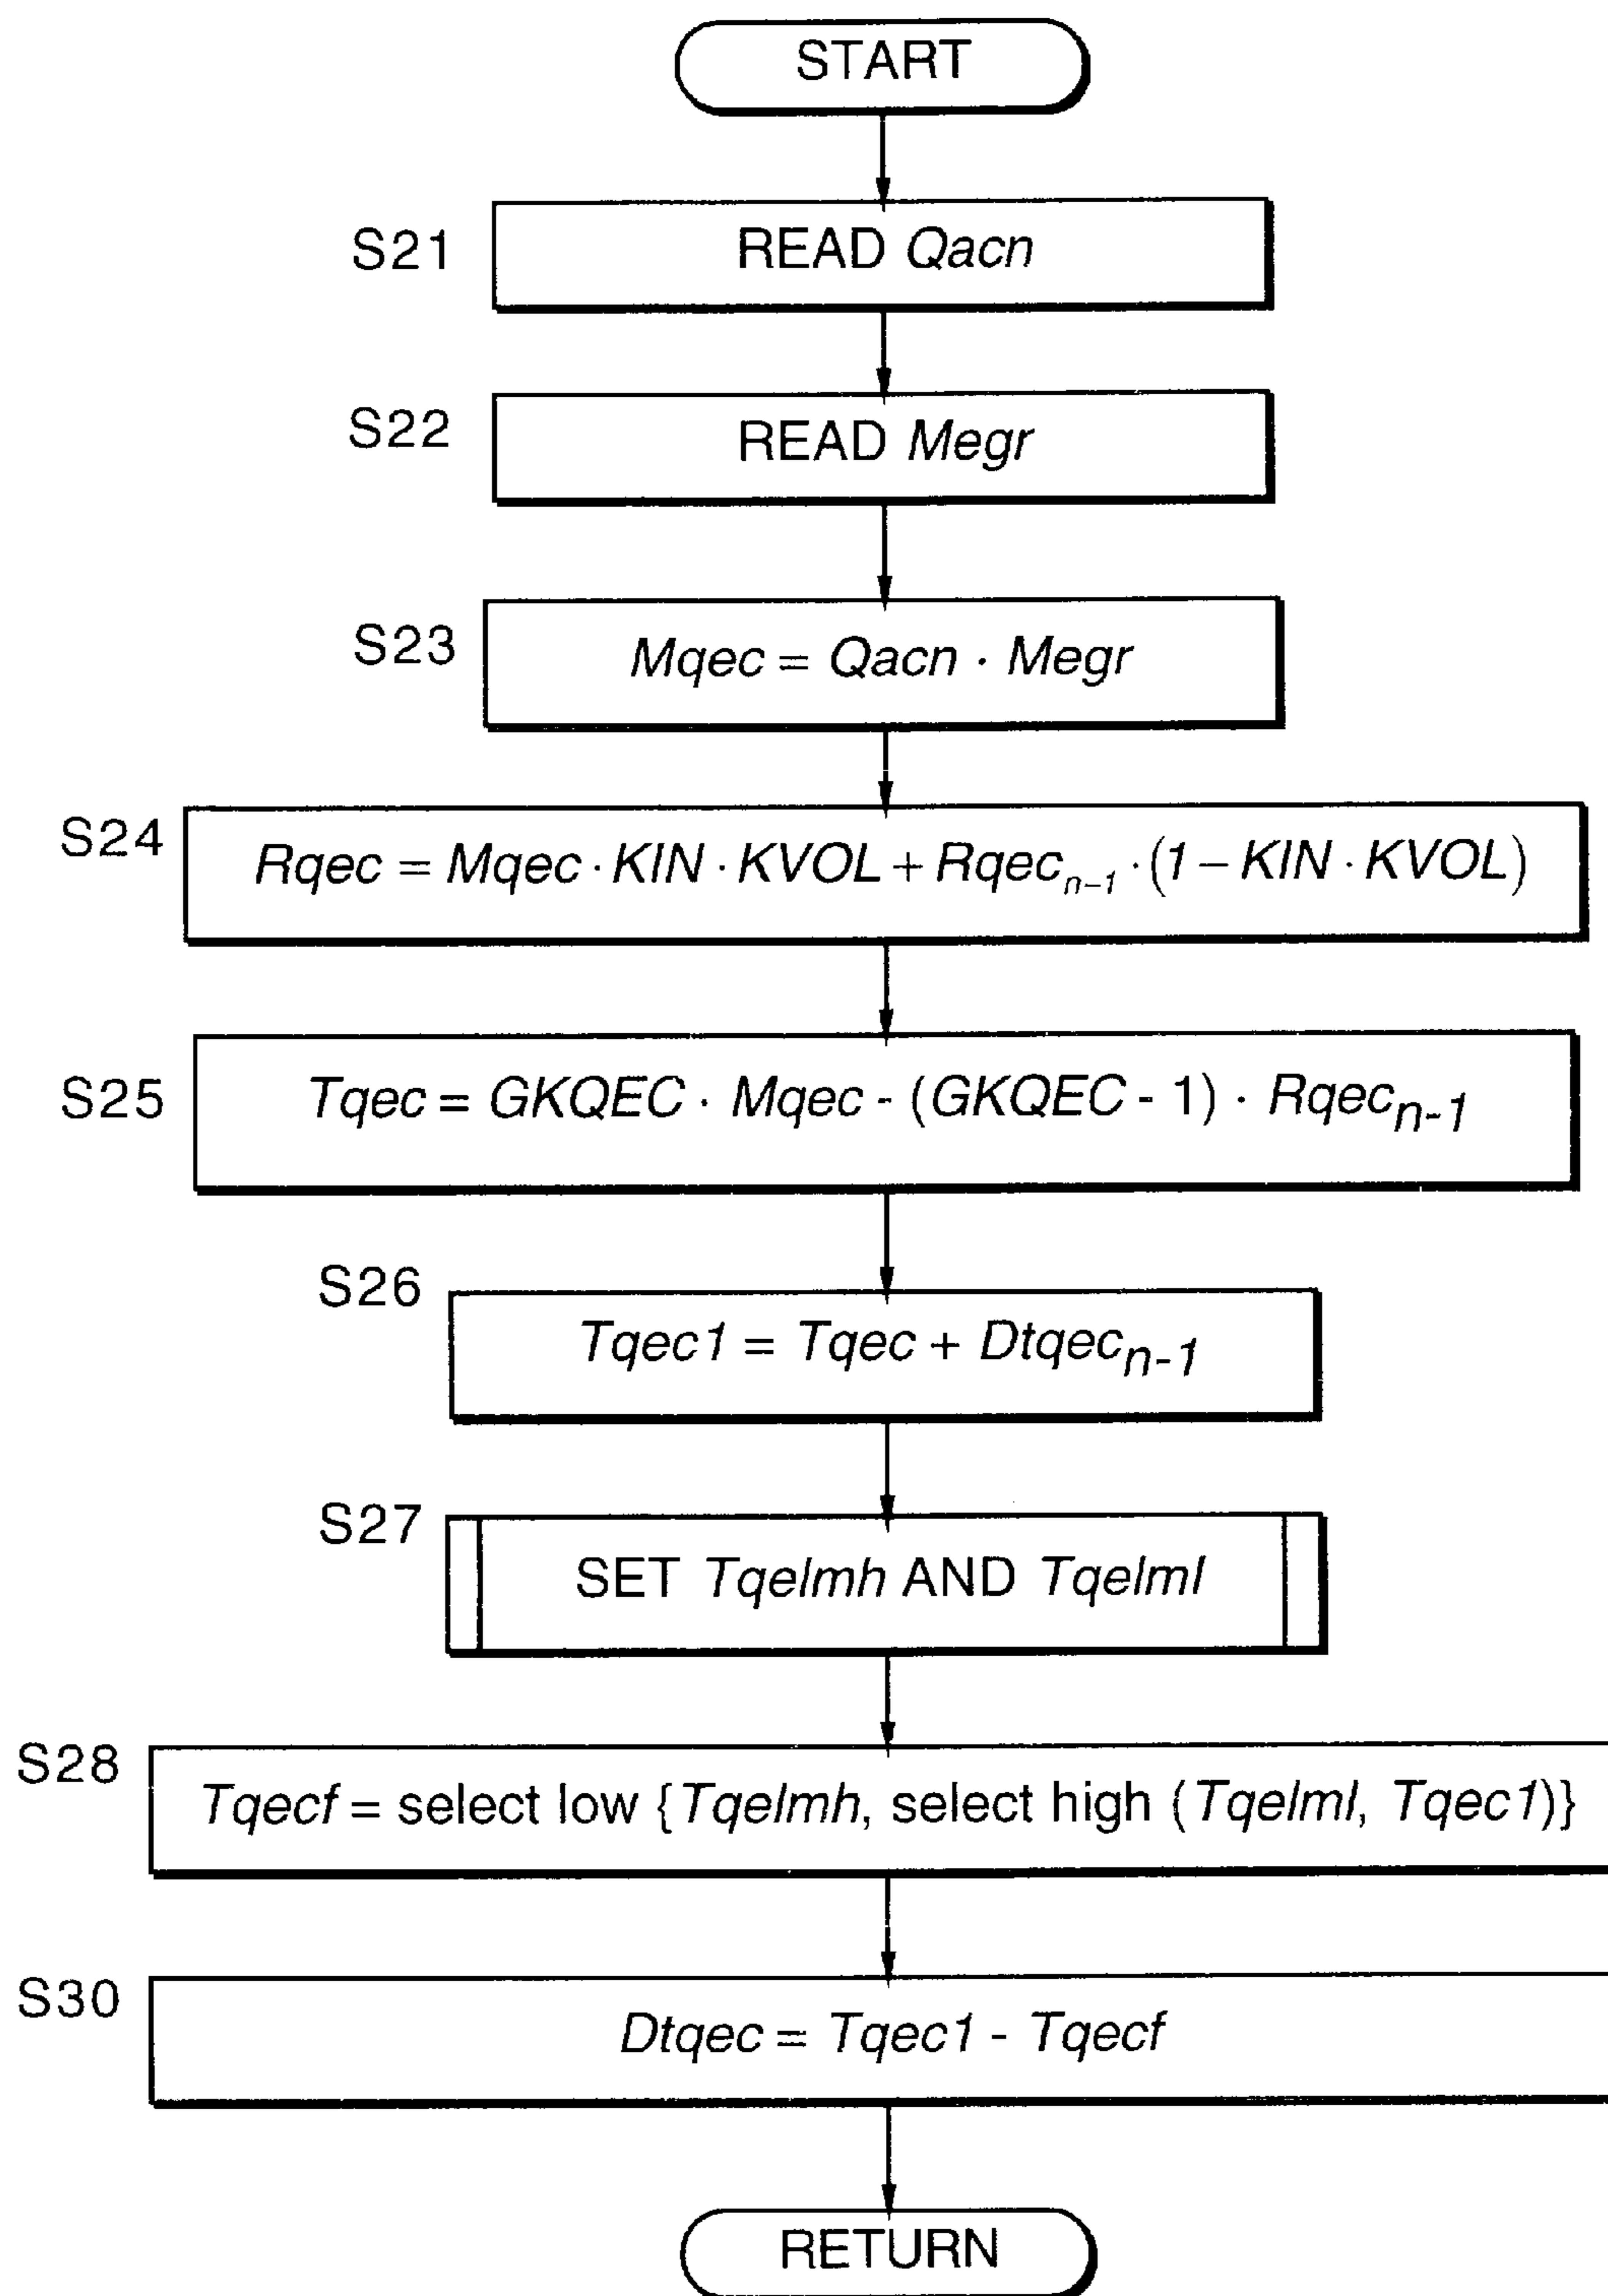 START
S21 READ Qacn
S22 READ Megr
S23 Mqec = Qacn · Megr
S24 Rqec = Mqec · KIN · KVOL + Rqecₙ₋₁ · (1 – KIN · KVOL)
S25 Tqec = GKQEC · Mqec - (GKQEC - 1) · Rqecₙ₋₁
S26 Tqec1 = Tqec + Dtqecₙ₋₁
S27 SET Tqelmh AND Tqelml
S28 Tqecf = select low {Tqelmh, select high (Tqelml, Tqec1)}
S30 Dtqec = Tqec1 - Tqecf
RETURN